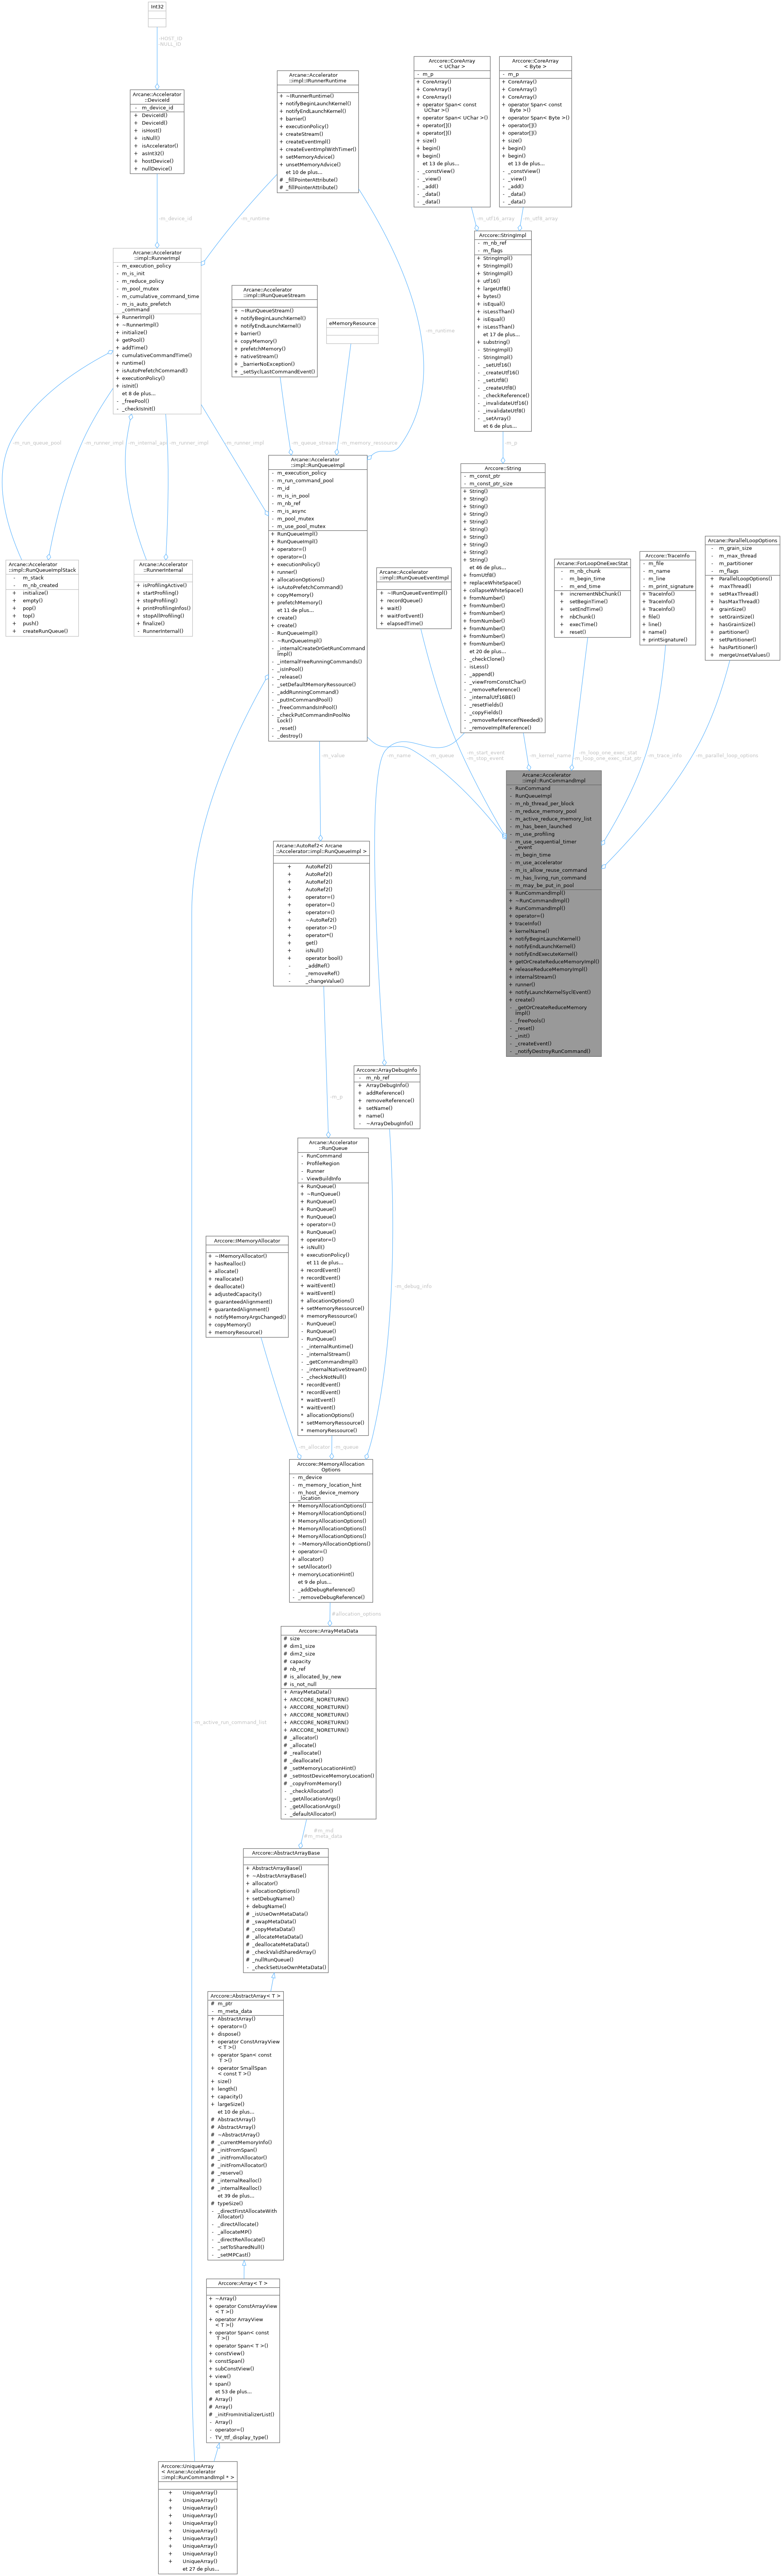 Int32
-HOST_ID
-NULL_ID
Arcane::Accelerator
::DeviceId
- m_device_id
+ DeviceId()
+ DeviceId()
+ isHost()
+ isNull()
+ isAccelerator()
+ asInt32()
+ hostDevice()
+ nullDevice()
-m_device_id
Arcane::Accelerator
::impl::IRunnerRuntime
+ ~IRunnerRuntime()
+ notifyBeginLaunchKernel()
+ notifyEndLaunchKernel()
+ barrier()
+ executionPolicy()
+ createStream()
+ createEventImpl()
+ createEventImplWithTimer()
+ setMemoryAdvice()
+ unsetMemoryAdvice()
et 10 de plus...
# _fillPointerAttribute()
# _fillPointerAttribute()
-m_runtime
-m_runtime
Arccore::CoreArray
< UChar >
- m_p
+ CoreArray()
+ CoreArray()
+ CoreArray()
+ operator Span< const
UChar >()
+ operator Span< UChar >()
+ operator[]()
+ operator[]()
+ size()
+ begin()
+ begin()
et 13 de plus...
- _constView()
- _view()
- _add()
- _data()
- _data()
-m_utf16_array
Arccore::CoreArray
< Byte >
- m_p
+ CoreArray()
+ CoreArray()
+ CoreArray()
+ operator Span< const
Byte >()
+ operator Span< Byte >()
+ operator[]()
+ operator[]()
+ size()
+ begin()
+ begin()
et 13 de plus...
- _constView()
- _view()
- _add()
- _data()
- _data()
-m_utf8_array
Arccore::StringImpl
- m_nb_ref
- m_flags
+ StringImpl()
+ StringImpl()
+ StringImpl()
+ utf16()
+ largeUtf8()
+ bytes()
+ isEqual()
+ isLessThan()
+ isEqual()
+ isLessThan()
et 17 de plus...
+ substring()
- StringImpl()
- StringImpl()
- _setUtf16()
- _createUtf16()
- _setUtf8()
- _createUtf8()
- _checkReference()
- _invalidateUtf16()
- _invalidateUtf8()
- _setArray()
et 6 de plus...
-m_p
Arcane::Accelerator
::impl::RunnerImpl
- m_execution_policy
- m_is_init
- m_reduce_policy
- m_pool_mutex
- m_cumulative_command_time
- m_is_auto_prefetch
_command
+ RunnerImpl()
+ ~RunnerImpl()
+ initialize()
+ getPool()
+ addTime()
+ cumulativeCommandTime()
+ runtime()
+ isAutoPrefetchCommand()
+ executionPolicy()
+ isInit()
et 8 de plus...
- _freePool()
- _checkIsInit()
-m_run_queue_pool
-m_runner_impl
-m_internal_api
-m_runner_impl
-m_runner_impl
Arcane::Accelerator
::impl::IRunQueueStream
+ ~IRunQueueStream()
+ notifyBeginLaunchKernel()
+ notifyEndLaunchKernel()
+ barrier()
+ copyMemory()
+ prefetchMemory()
+ nativeStream()
+ _barrierNoException()
+ _setSyclLastCommandEvent()
-m_queue_stream
eMemoryResource
-m_memory_ressource
Arcane::Accelerator
::impl::RunQueueImplStack
- m_stack
- m_nb_created
+ initialize()
+ empty()
+ pop()
+ top()
+ push()
+ createRunQueue()
Arcane::Accelerator
::RunnerInternal
+ isProfilingActive()
+ startProfiling()
+ stopProfiling()
+ printProfilingInfos()
+ stopAllProfiling()
+ finalize()
- RunnerInternal()
Arcane::Accelerator
::impl::RunQueueImpl
- m_execution_policy
- m_run_command_pool
- m_id
- m_is_in_pool
- m_nb_ref
- m_is_async
- m_pool_mutex
- m_use_pool_mutex
+ RunQueueImpl()
+ RunQueueImpl()
+ operator=()
+ operator=()
+ executionPolicy()
+ runner()
+ allocationOptions()
+ isAutoPrefetchCommand()
+ copyMemory()
+ prefetchMemory()
et 11 de plus...
+ create()
+ create()
- RunQueueImpl()
- ~RunQueueImpl()
- _internalCreateOrGetRunCommand
Impl()
- _internalFreeRunningCommands()
- _isInPool()
- _release()
- _setDefaultMemoryRessource()
- _addRunningCommand()
- _putInCommandPool()
- _freeCommandsInPool()
- _checkPutCommandInPoolNo
Lock()
- _reset()
- _destroy()
Arcane::Accelerator
::impl::IRunQueueEventImpl
+ ~IRunQueueEventImpl()
+ recordQueue()
+ wait()
+ waitForEvent()
+ elapsedTime()
Arccore::String
- m_const_ptr
- m_const_ptr_size
+ String()
+ String()
+ String()
+ String()
+ String()
+ String()
+ String()
+ String()
+ String()
+ String()
et 46 de plus...
+ fromUtf8()
+ replaceWhiteSpace()
+ collapseWhiteSpace()
+ fromNumber()
+ fromNumber()
+ fromNumber()
+ fromNumber()
+ fromNumber()
+ fromNumber()
+ fromNumber()
et 20 de plus...
- _checkClone()
- isLess()
- _append()
- _viewFromConstChar()
- _removeReference()
- _internalUtf16BE()
- _resetFields()
- _copyFields()
- _removeReferenceIfNeeded()
- _removeImplReference()
Arcane::ForLoopOneExecStat
- m_nb_chunk
- m_begin_time
- m_end_time
+ incrementNbChunk()
+ setBeginTime()
+ setEndTime()
+ nbChunk()
+ execTime()
+ reset()
Arccore::TraceInfo
- m_file
- m_name
- m_line
- m_print_signature
+ TraceInfo()
+ TraceInfo()
+ TraceInfo()
+ file()
+ line()
+ name()
+ printSignature()
Arcane::ParallelLoopOptions
- m_grain_size
- m_max_thread
- m_partitioner
- m_flags
+ ParallelLoopOptions()
+ maxThread()
+ setMaxThread()
+ hasMaxThread()
+ grainSize()
+ setGrainSize()
+ hasGrainSize()
+ partitioner()
+ setPartitioner()
+ hasPartitioner()
+ mergeUnsetValues()
-m_value
-m_name
-m_queue
-m_start_event
-m_stop_event
-m_kernel_name
-m_loop_one_exec_stat
-m_loop_one_exec_stat_ptr
-m_trace_info
-m_parallel_loop_options
Arcane::Accelerator
::impl::RunCommandImpl
- RunCommand
- RunQueueImpl
- m_nb_thread_per_block
- m_reduce_memory_pool
- m_active_reduce_memory_list
- m_has_been_launched
- m_use_profiling
- m_use_sequential_timer
_event
- m_begin_time
- m_use_accelerator
- m_is_allow_reuse_command
- m_has_living_run_command
- m_may_be_put_in_pool
+ RunCommandImpl()
+ ~RunCommandImpl()
+ RunCommandImpl()
+ operator=()
+ traceInfo()
+ kernelName()
+ notifyBeginLaunchKernel()
+ notifyEndLaunchKernel()
+ notifyEndExecuteKernel()
+ getOrCreateReduceMemoryImpl()
+ releaseReduceMemoryImpl()
+ internalStream()
+ runner()
+ notifyLaunchKernelSyclEvent()
+ create()
- _getOrCreateReduceMemory
Impl()
- _freePools()
- _reset()
- _init()
- _createEvent()
- _notifyDestroyRunCommand()
Arcane::AutoRef2< Arcane
::Accelerator::impl::RunQueueImpl >
+ AutoRef2()
+ AutoRef2()
+ AutoRef2()
+ AutoRef2()
+ operator=()
+ operator=()
+ operator=()
+ ~AutoRef2()
+ operator->()
+ operator*()
+ get()
+ isNull()
+ operator bool()
- _addRef()
- _removeRef()
- _changeValue()
-m_p
Arccore::ArrayDebugInfo
- m_nb_ref
+ ArrayDebugInfo()
+ addReference()
+ removeReference()
+ setName()
+ name()
- ~ArrayDebugInfo()
-m_debug_info
Arcane::Accelerator
::RunQueue
- RunCommand
- ProfileRegion
- Runner
- ViewBuildInfo
+ RunQueue()
+ ~RunQueue()
+ RunQueue()
+ RunQueue()
+ RunQueue()
+ operator=()
+ RunQueue()
+ operator=()
+ isNull()
+ executionPolicy()
et 11 de plus...
+ recordEvent()
+ recordEvent()
+ waitEvent()
+ waitEvent()
+ allocationOptions()
+ setMemoryRessource()
+ memoryRessource()
- RunQueue()
- RunQueue()
- RunQueue()
- _internalRuntime()
- _internalStream()
- _getCommandImpl()
- _internalNativeStream()
- _checkNotNull()
* recordEvent()
* recordEvent()
* waitEvent()
* waitEvent()
* allocationOptions()
* setMemoryRessource()
* memoryRessource()
Arccore::IMemoryAllocator
+ ~IMemoryAllocator()
+ hasRealloc()
+ allocate()
+ reallocate()
+ deallocate()
+ adjustedCapacity()
+ guaranteedAlignment()
+ guarantedAlignment()
+ notifyMemoryArgsChanged()
+ copyMemory()
+ memoryResource()
-m_allocator
-m_queue
Arccore::MemoryAllocation
Options
- m_device
- m_memory_location_hint
- m_host_device_memory
_location
+ MemoryAllocationOptions()
+ MemoryAllocationOptions()
+ MemoryAllocationOptions()
+ MemoryAllocationOptions()
+ MemoryAllocationOptions()
+ ~MemoryAllocationOptions()
+ operator=()
+ allocator()
+ setAllocator()
+ memoryLocationHint()
et 9 de plus...
- _addDebugReference()
- _removeDebugReference()
#allocation_options
Arccore::ArrayMetaData
# size
# dim1_size
# dim2_size
# capacity
# nb_ref
# is_allocated_by_new
# is_not_null
+ ArrayMetaData()
+ ARCCORE_NORETURN()
+ ARCCORE_NORETURN()
+ ARCCORE_NORETURN()
+ ARCCORE_NORETURN()
+ ARCCORE_NORETURN()
# _allocator()
# _allocate()
# _reallocate()
# _deallocate()
# _setMemoryLocationHint()
# _setHostDeviceMemoryLocation()
# _copyFromMemory()
- _checkAllocator()
- _getAllocationArgs()
- _getAllocationArgs()
- _defaultAllocator()
-m_active_run_command_list
#m_md
#m_meta_data
Arccore::AbstractArrayBase
+ AbstractArrayBase()
+ ~AbstractArrayBase()
+ allocator()
+ allocationOptions()
+ setDebugName()
+ debugName()
# _isUseOwnMetaData()
# _swapMetaData()
# _copyMetaData()
# _allocateMetaData()
# _deallocateMetaData()
# _checkValidSharedArray()
# _nullRunQueue()
- _checkSetUseOwnMetaData()
Arccore::AbstractArray< T >
# m_ptr
- m_meta_data
+ AbstractArray()
+ operator=()
+ dispose()
+ operator ConstArrayView
< T >()
+ operator Span< const
T >()
+ operator SmallSpan
< const T >()
+ size()
+ length()
+ capacity()
+ largeSize()
et 10 de plus...
# AbstractArray()
# AbstractArray()
# ~AbstractArray()
# _currentMemoryInfo()
# _initFromSpan()
# _initFromAllocator()
# _initFromAllocator()
# _reserve()
# _internalRealloc()
# _internalRealloc()
et 39 de plus...
# typeSize()
- _directFirstAllocateWith
Allocator()
- _directAllocate()
- _allocateMP()
- _directReAllocate()
- _setToSharedNull()
- _setMPCast()
Arccore::Array< T >
+ ~Array()
+ operator ConstArrayView
< T >()
+ operator ArrayView
< T >()
+ operator Span< const
T >()
+ operator Span< T >()
+ constView()
+ constSpan()
+ subConstView()
+ view()
+ span()
et 53 de plus...
# Array()
# Array()
# _initFromInitializerList()
- Array()
- operator=()
- TV_ttf_display_type()
Arccore::UniqueArray
< Arcane::Accelerator
::impl::RunCommandImpl * >
+ UniqueArray()
+ UniqueArray()
+ UniqueArray()
+ UniqueArray()
+ UniqueArray()
+ UniqueArray()
+ UniqueArray()
+ UniqueArray()
+ UniqueArray()
+ UniqueArray()
et 27 de plus...